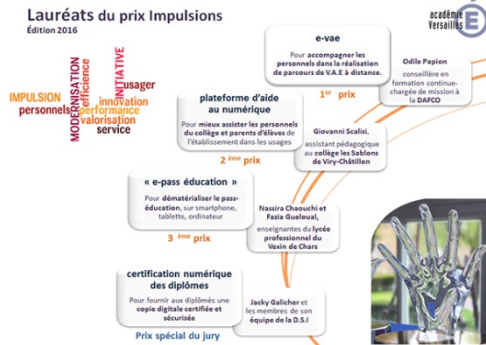 Lauréats du prix Impulsions
Édition 2016
académie
Versailles
IMPULSION
personnels
MODERNISATION
efficience
INITIATIVE
usager
innovation
performance
valorisation
service
e-vae
Pour accompagner les
personnels dans la réalisation
de parcours de V.A.E à distance.
1er prix
Odile Papion
conseillère en
formation continue-
chargée de mission à
la DAFCO
plateforme d'aide
au numérique
Pour mieux assister les personnels
du collège et parents d'élèves de
l'établissement dans les usages
2 ème prix
Giovanni Scalisi,
assistant pédagogique
au collège les Sablons
de Viry-Châtillon
« e-pass éducation »
Pour dématérialiser le pass-
éducation, sur smartphone,
tablette, ordinateur
3 ème prix
Nassira Chaouchi et
Fazia Gueloual,
enseignantes du lycée
professionnel du
Vexin de Chars
certification numérique
des diplômes
Pour fournir aux diplômés une
copie digitale certifiée et
sécurisée
Prix spécial du jury
Jacky Galicher et
les membres de son
équipe de la D.S.I